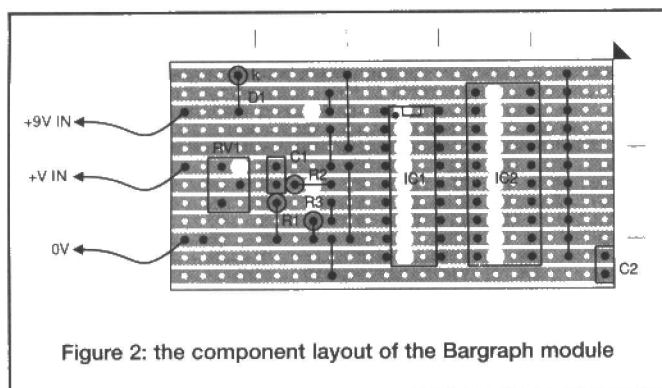 k
D1
+9V IN
RV1
C1
+V IN
R2
IC1
IC2
R3
R1
0V
C2
Figure 2: the component layout of the Bargraph module